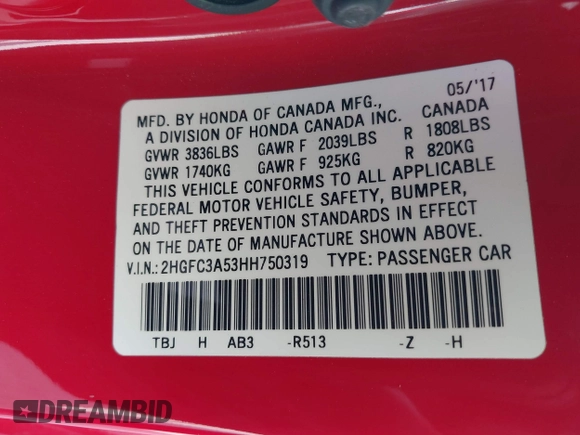 05/'17
MFD. BY HONDA OF CANADA MFG., CANADA
A DIVISION OF HONDA CANADA INC.
GVWR 3836LBS GAWR F 2039LBS R 1808LBS
GVWR 1740KG GAWR F 925KG R 820KG
THIS VEHICLE CONFORMS TO ALL APPLICABLE
FEDERAL MOTOR VEHICLE SAFETY, BUMPER,
AND THEFT PREVENTION STANDARDS IN EFFECT
ON THE DATE OF MANUFACTURE SHOWN ABOVE.
V.I.N.: 2HGFC3A53HH750319 TYPE: PASSENGER CAR
TBJ H AB3 -R513 -Z -H
DREAMBID